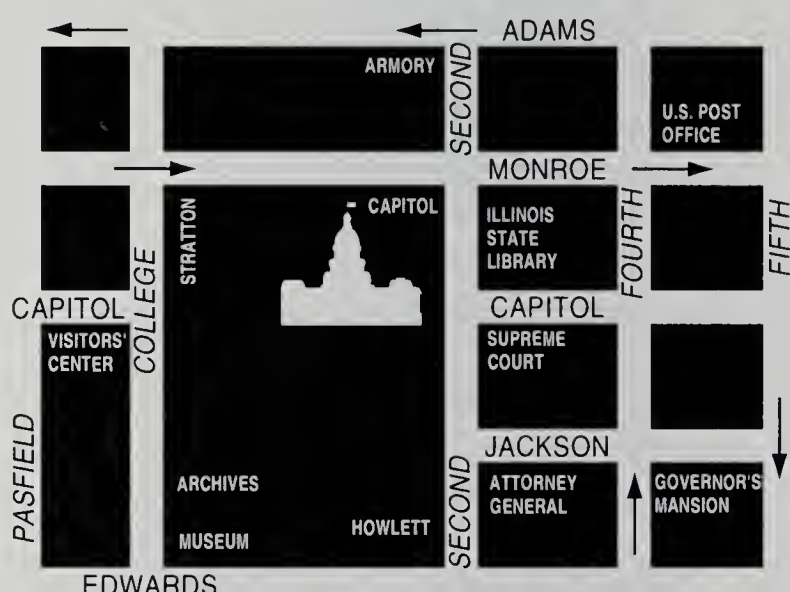 ADAMS
ARMORY
SECOND
U.S. POST
OFFICE
MONROE
STRATTON
CAPITOL
ILLINOIS
STATE
LIBRARY
FOURTH
FIFTH
COLLEGE
CAPITOL
CAPITOL
VISITORS'
CENTER
SUPREME
COURT
PASFIELD
JACKSON
SECOND
ARCHIVES
ATTORNEY
GENERAL
GOVERNOR'S
MANSION
MUSEUM
HOWLETT
EDWARDS